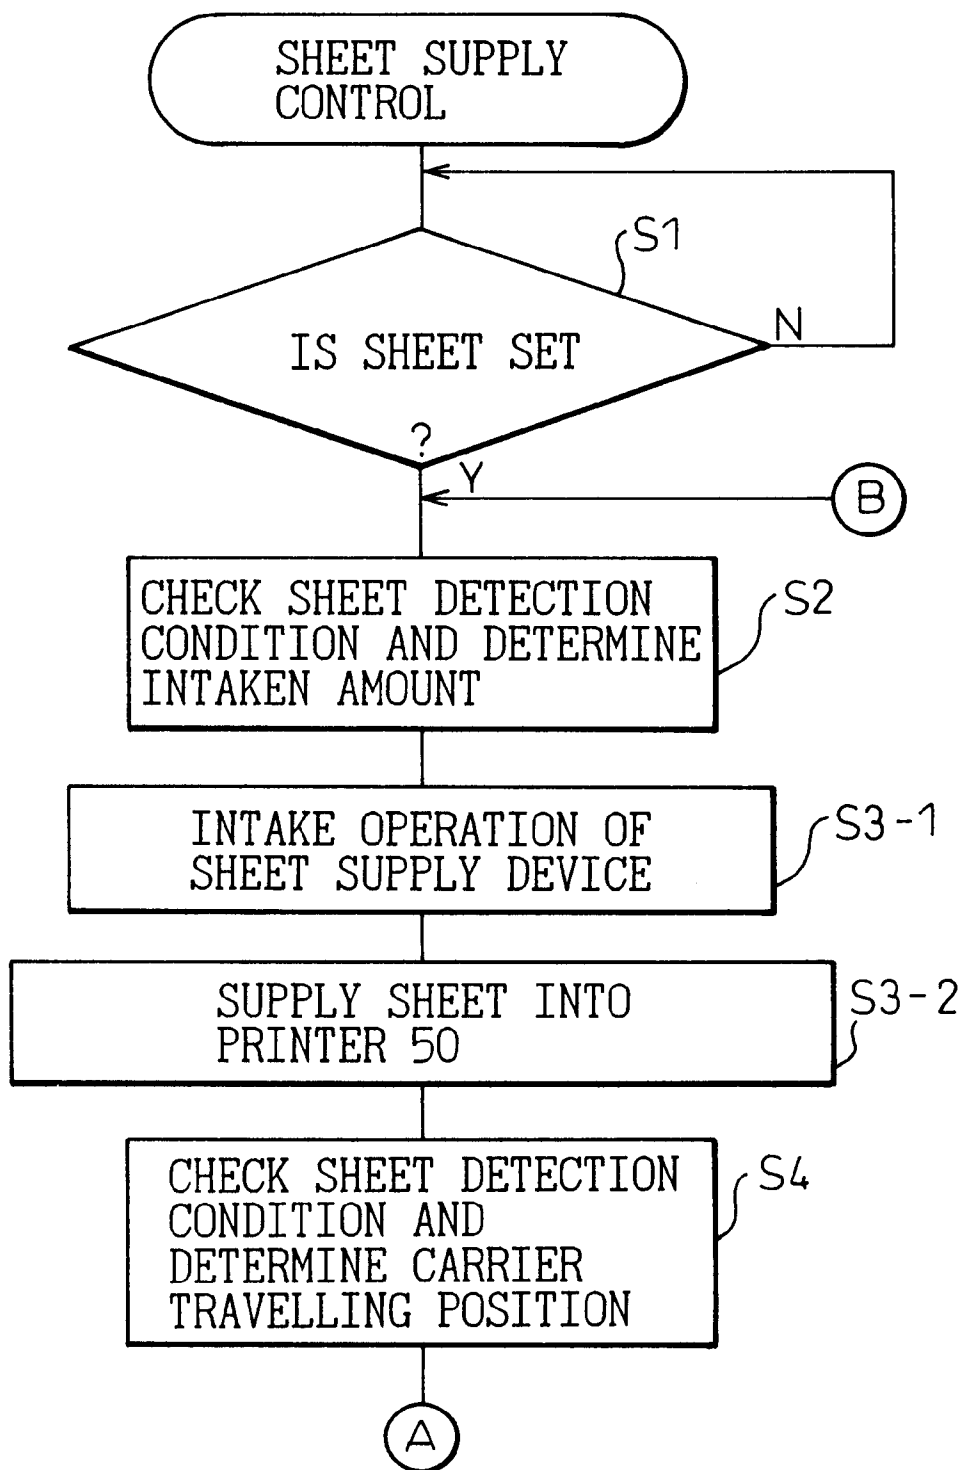 SHEET SUPPLY
CONTROL
S1
IS SHEET SET
N
?
Y
B
CHECK SHEET DETECTION
CONDITION AND DETERMINE
INTAKEN AMOUNT
S2
INTAKE OPERATION OF
SHEET SUPPLY DEVICE
S3-1
SUPPLY SHEET INTO
PRINTER 50
S3-2
CHECK SHEET DETECTION
CONDITION AND
DETERMINE CARRIER
TRAVELLING POSITION
S4
A